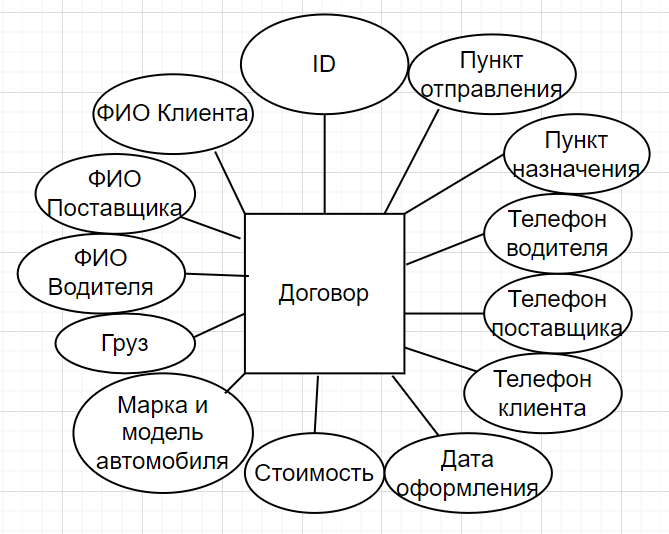 ID
Пункт
отправления
ФИО Клиента
Пункт
назначения
ФИО
Поставщика
Телефон
водителя
ФИО
Водителя
Договор
Телефон
поставщика
Груз
Телефон
клиента
Марка и
модель
автомобиля
Стоимость
Дата
оформления